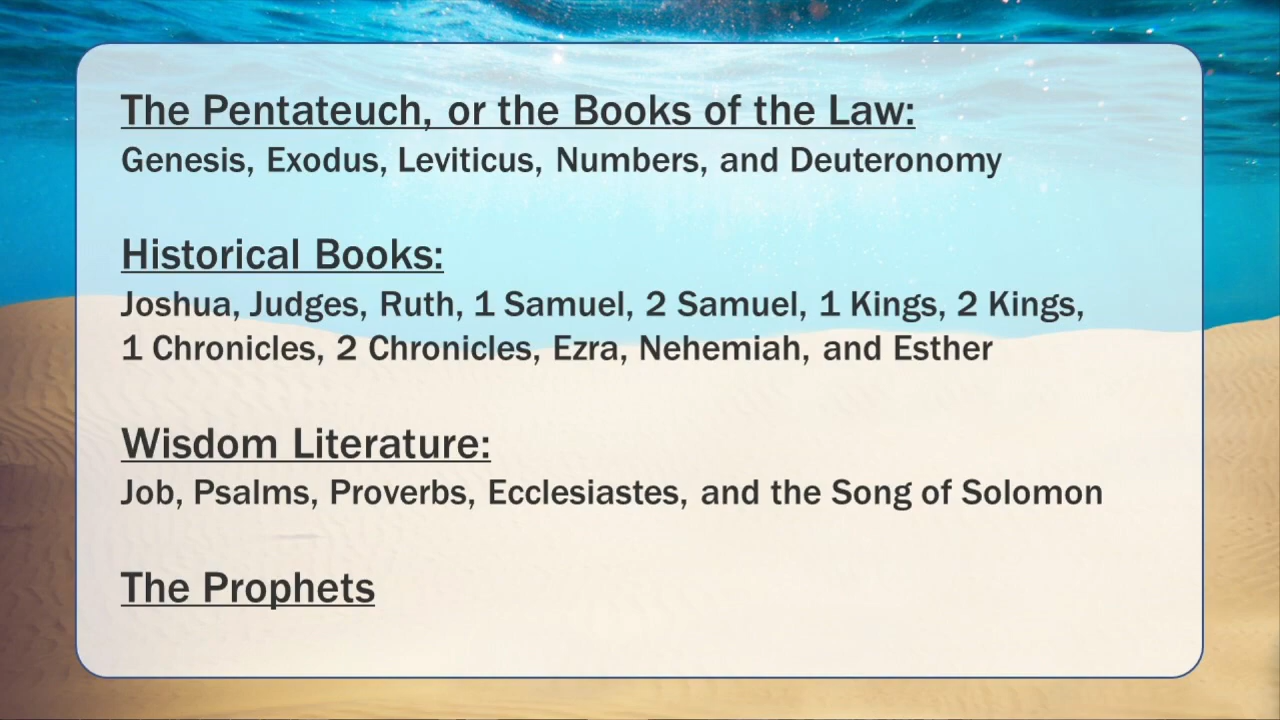 The Pentateuch, or the Books of the Law:
Genesis, Exodus, Leviticus, Numbers, and Deuteronomy
Historical Books:
Joshua, Judges, Ruth, 1 Samuel, 2 Samuel, 1 Kings, 2 Kings,
1 Chronicles, 2 Chronicles, Ezra, Nehemiah, and Esther
Wisdom Literature:
Job, Psalms, Proverbs, Ecclesiastes, and the Song of Solomon
The Prophets